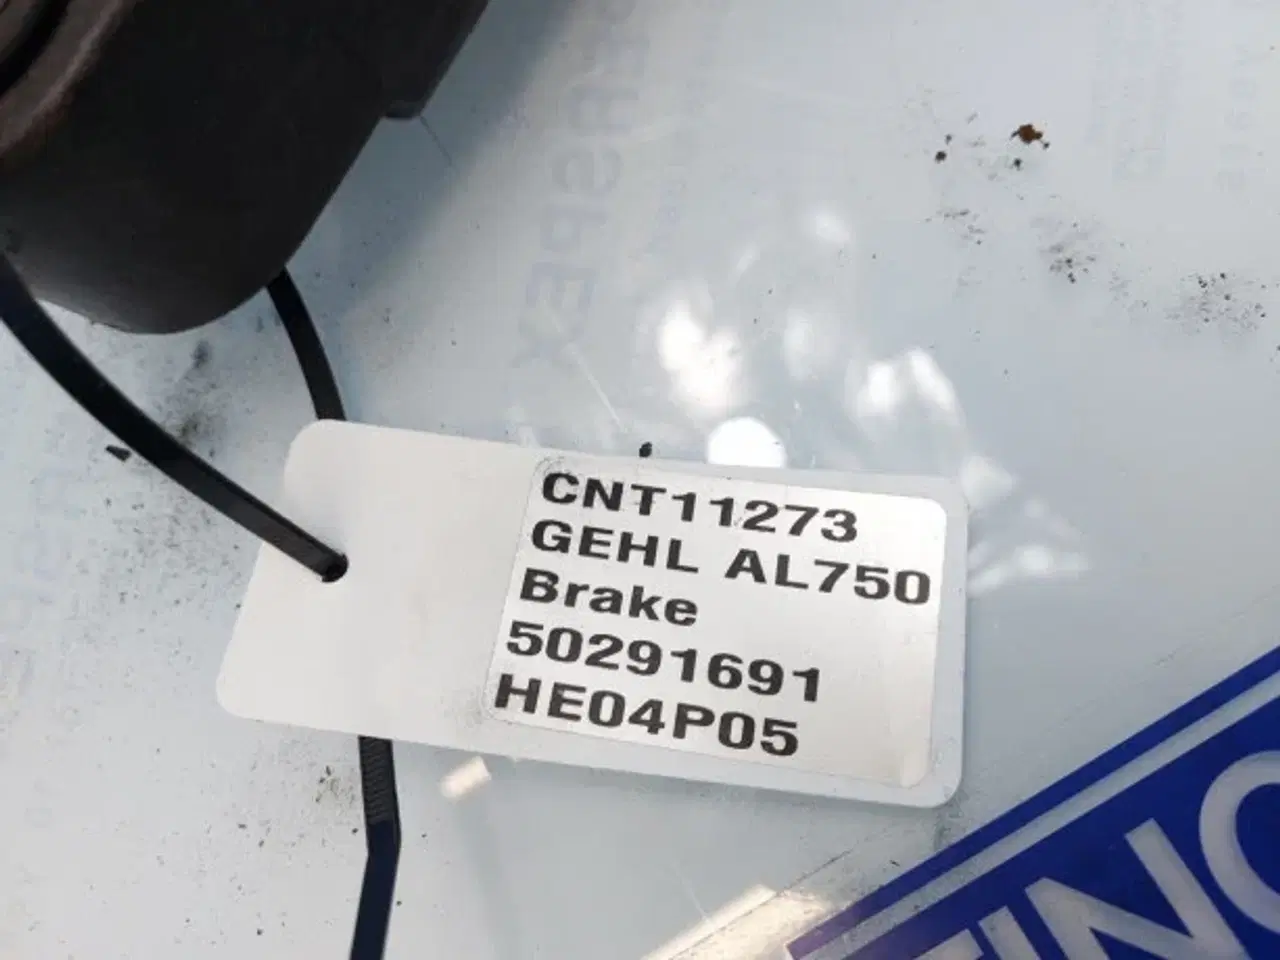 CNT11273
GEHL AL750
Brake
50291691
HE04P05